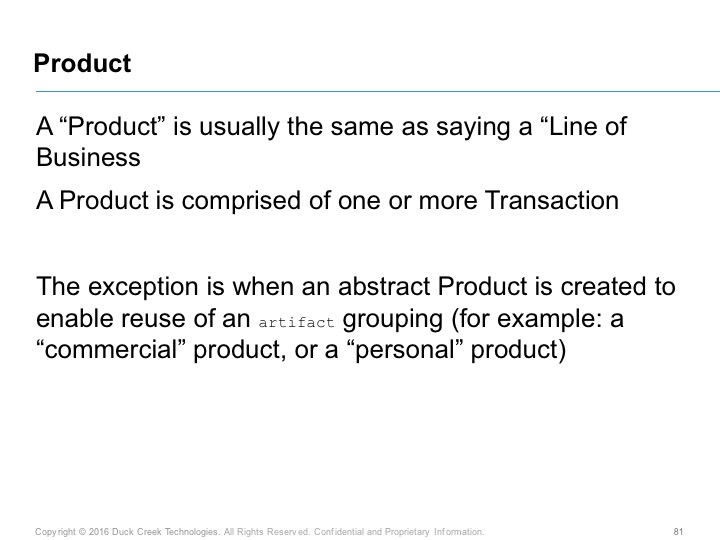 Product
A “Product” is usually the same as saying a “Line of
Business
A Product is comprised of one or more Transaction
The exception is when an abstract Product is created to
enable reuse of an artifact grouping (for example: a
“commercial” product, or a “personal” product)
Copyright © 2016 Duck Creek Technologies. All Rights Reserved. Confidential and Proprietary Information. 81